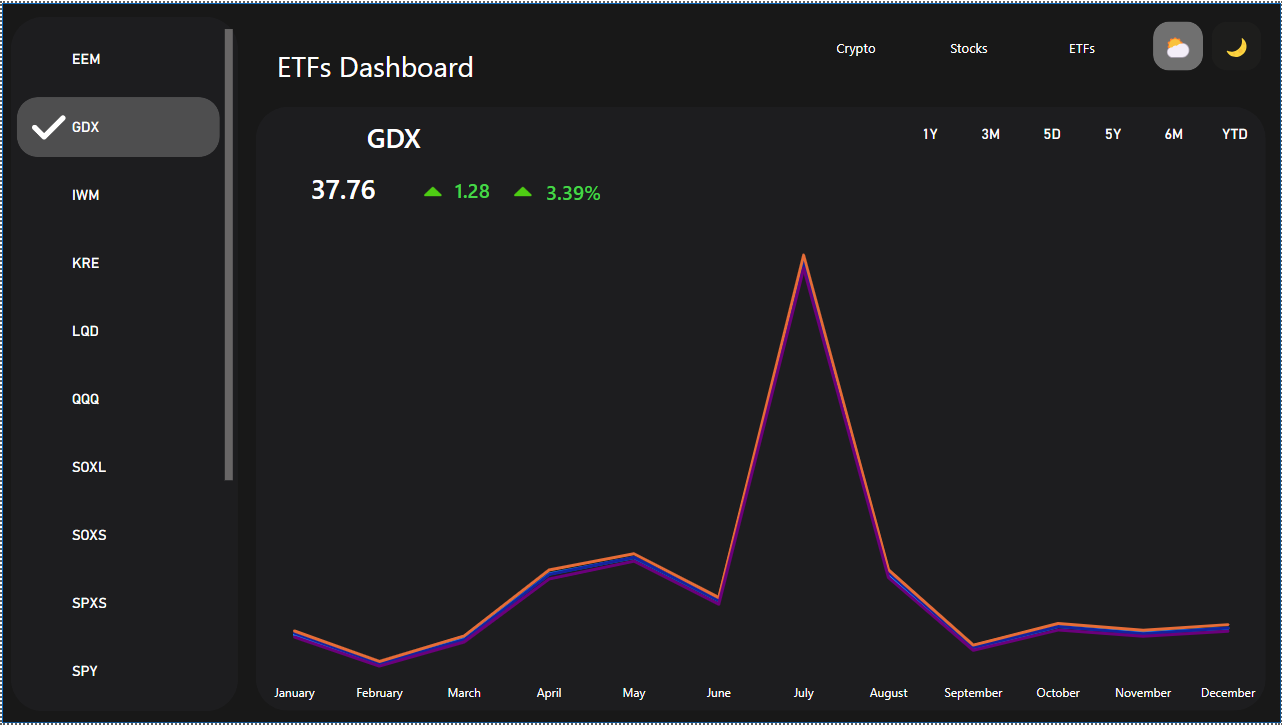 EEM
GDX
IWM
KRE
LQD
QQQ
SOXL
SOXS
SPXS
SPY
ETFs Dashboard
Crypto Stocks ETFs
GDX
1Y 3M 5D 5Y 6M YTD
37.76 1.28 3.39%
January February March April May June July August September October November December